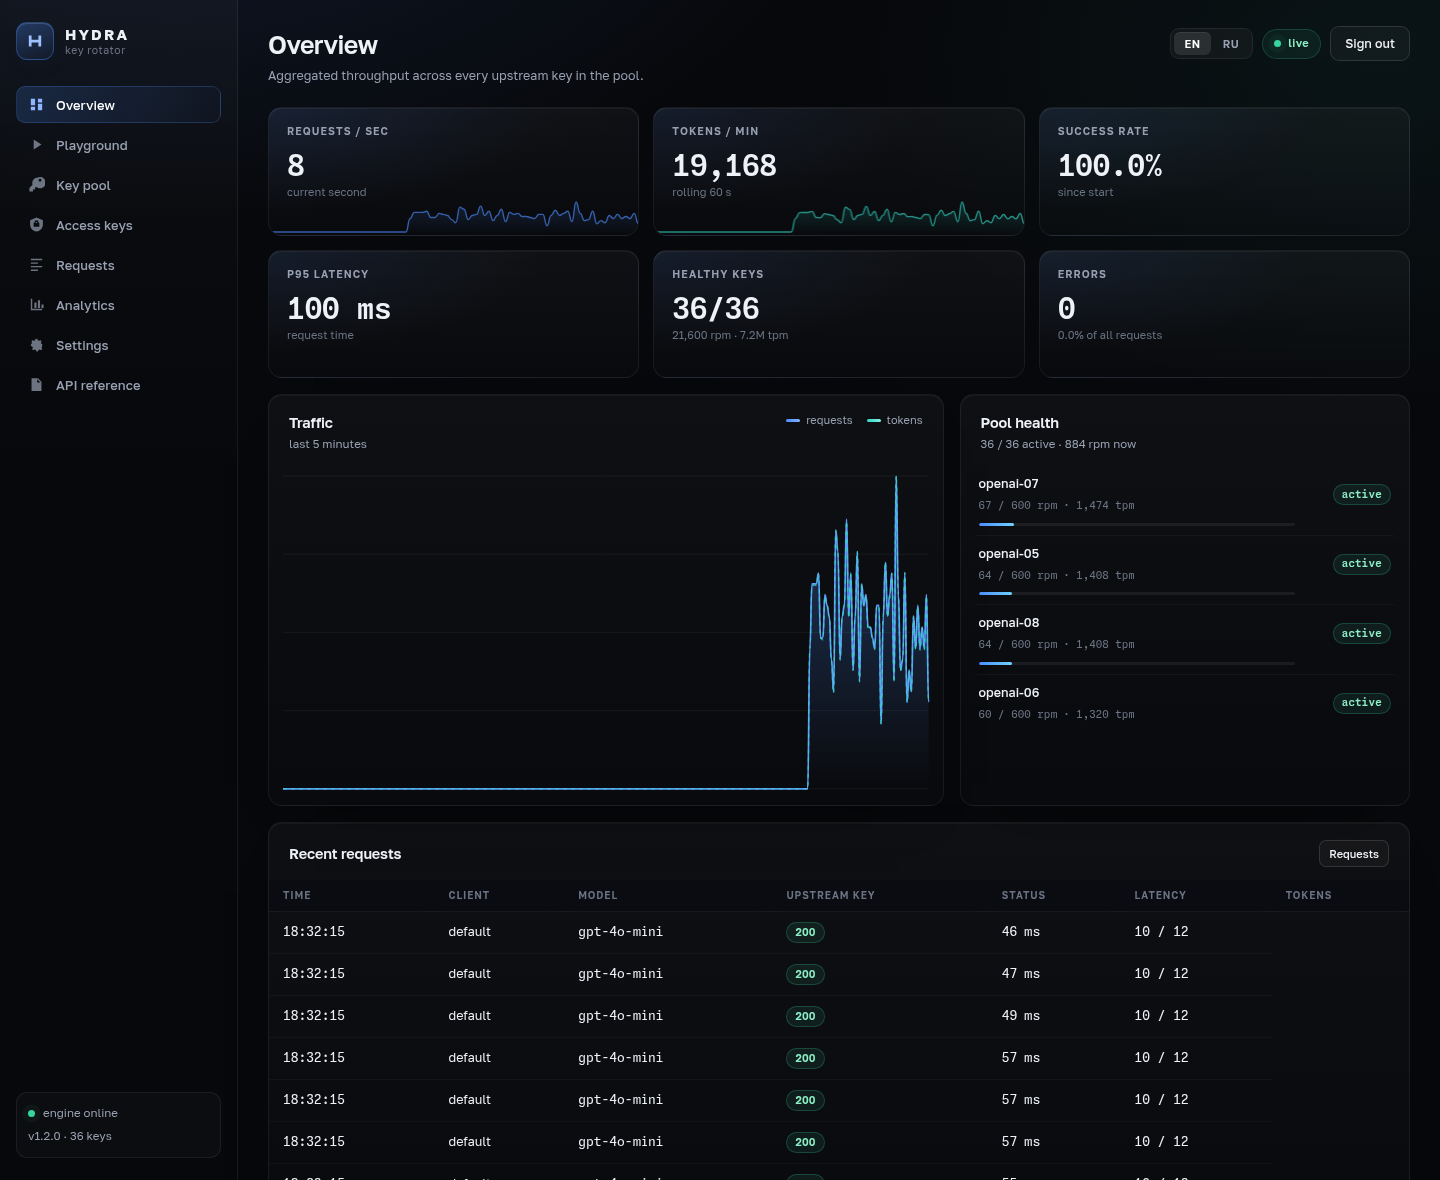 HYDRA
key rotator
Overview
Playground
Key pool
Access keys
Requests
Analytics
Settings
API reference
engine online
v1.2.0 · 36 keys
Overview
Aggregated throughput across every upstream key in the pool.
EN RU
live
Sign out
REQUESTS / SEC
8
current second
TOKENS / MIN
19,168
rolling 60 s
SUCCESS RATE
100.0%
since start
P95 LATENCY
100 ms
request time
HEALTHY KEYS
36/36
21,600 rpm · 7.2M tpm
ERRORS
0
0.0% of all requests
Traffic
last 5 minutes
requests tokens
Pool health
36 / 36 active · 884 rpm now
openai-07
67 / 600 rpm · 1,474 tpm
active
openai-05
64 / 600 rpm · 1,408 tpm
active
openai-08
64 / 600 rpm · 1,408 tpm
active
openai-06
60 / 600 rpm · 1,320 tpm
active
Recent requests
Requests
TIME CLIENT MODEL UPSTREAM KEY STATUS LATENCY TOKENS
18:32:15 default gpt-4o-mini 200 46 ms 10 / 12
18:32:15 default gpt-4o-mini 200 47 ms 10 / 12
18:32:15 default gpt-4o-mini 200 49 ms 10 / 12
18:32:15 default gpt-4o-mini 200 57 ms 10 / 12
18:32:15 default gpt-4o-mini 200 57 ms 10 / 12
18:32:15 default gpt-4o-mini 200 57 ms 10 / 12